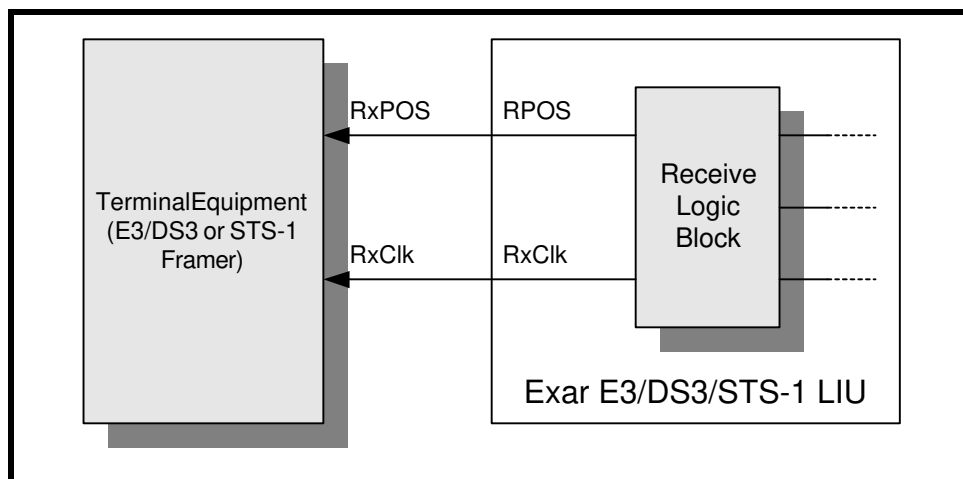 RxPOS
RPOS
TerminalEquipment
(E3/DS3 or STS-1
Framer)
Receive
Logic
Block
RxClk
RxClk
Exar E3/DS3/STS-1 LIU